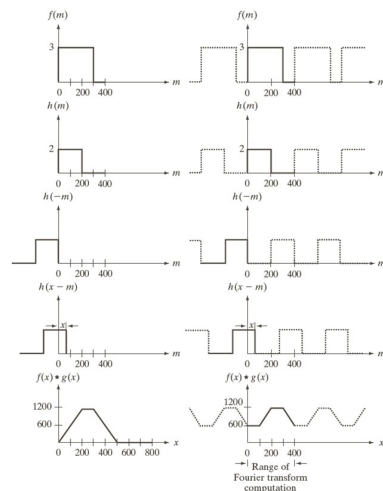 f(m) f(m)
3 3
m m
0 200 400 0 200 400
h(m) h(m)
2 2
m m
0 200 400 0 200 400
h(−m) h(−m)
m m
0 200 400 0 200 400
h(x − m) h(x − m)
x x
m m
0 200 400 0 200 400
f(x) ★ g(x) f(x) ★ g(x)
1200 1200
600 600
x x
0 200 400 600 800 0 200 400
Range of
Fourier transform
computation